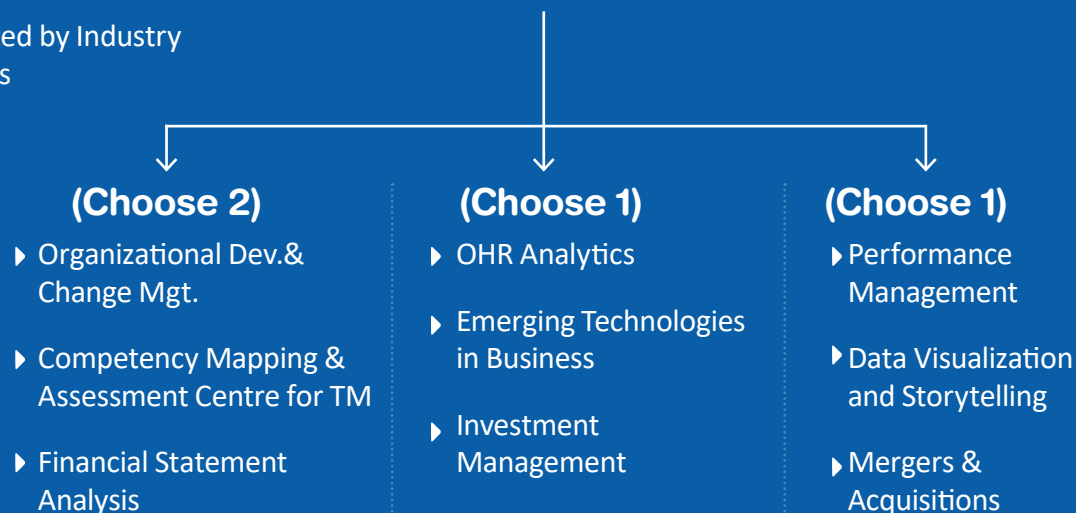 ted by Industry
s
(Choose 2)
Organizational Dev.&
Change Mgt.
Competency Mapping &
Assessment Centre for TM
Financial Statement
Analysis
(Choose 1)
OHR Analytics
Emerging Technologies
in Business
Investment
Management
(Choose 1)
Performance
Management
Data Visualization
and Storytelling
Mergers &
Acquisitions